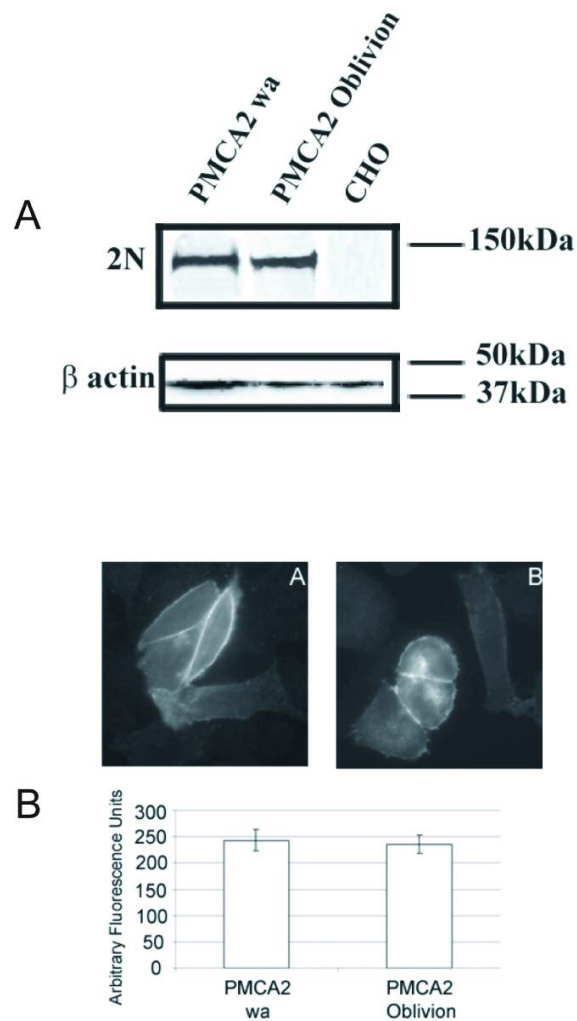 PMCA2 wa
PMCA2 Oblivion
CHO
A
2N
150kDa
β actin
50kDa
37kDa
A
B
B
Arbitrary Fluorescence Units
300
250
200
150
100
50
0
PMCA2
wa
PMCA2
Oblivion